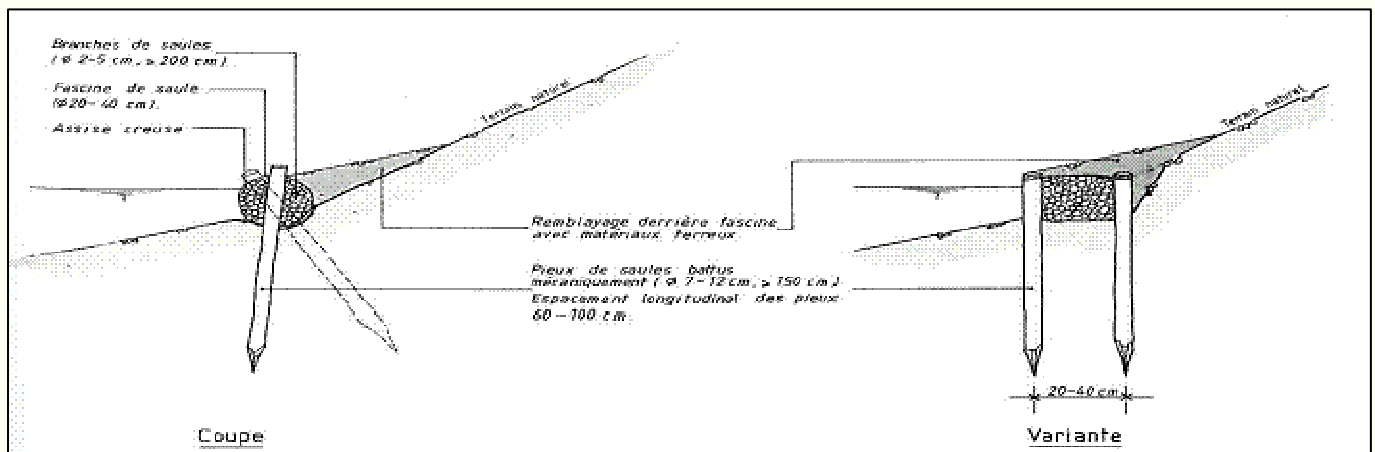 Branches de saules
(ϕ 2-5 cm, ≥ 200 cm)
Fascine de saule
(ϕ20-40 cm).
Assise creuse
Terrain naturel
Remblayage derrière fascine
avec matériaux terreux
Pieux de saules battus
mécaniquement (ϕ 7-12 cm, ≥ 150 cm)
Espacement longitudinal des pieux
60-100 cm
Coupe
Terrain naturel
20-40 cm
Variante